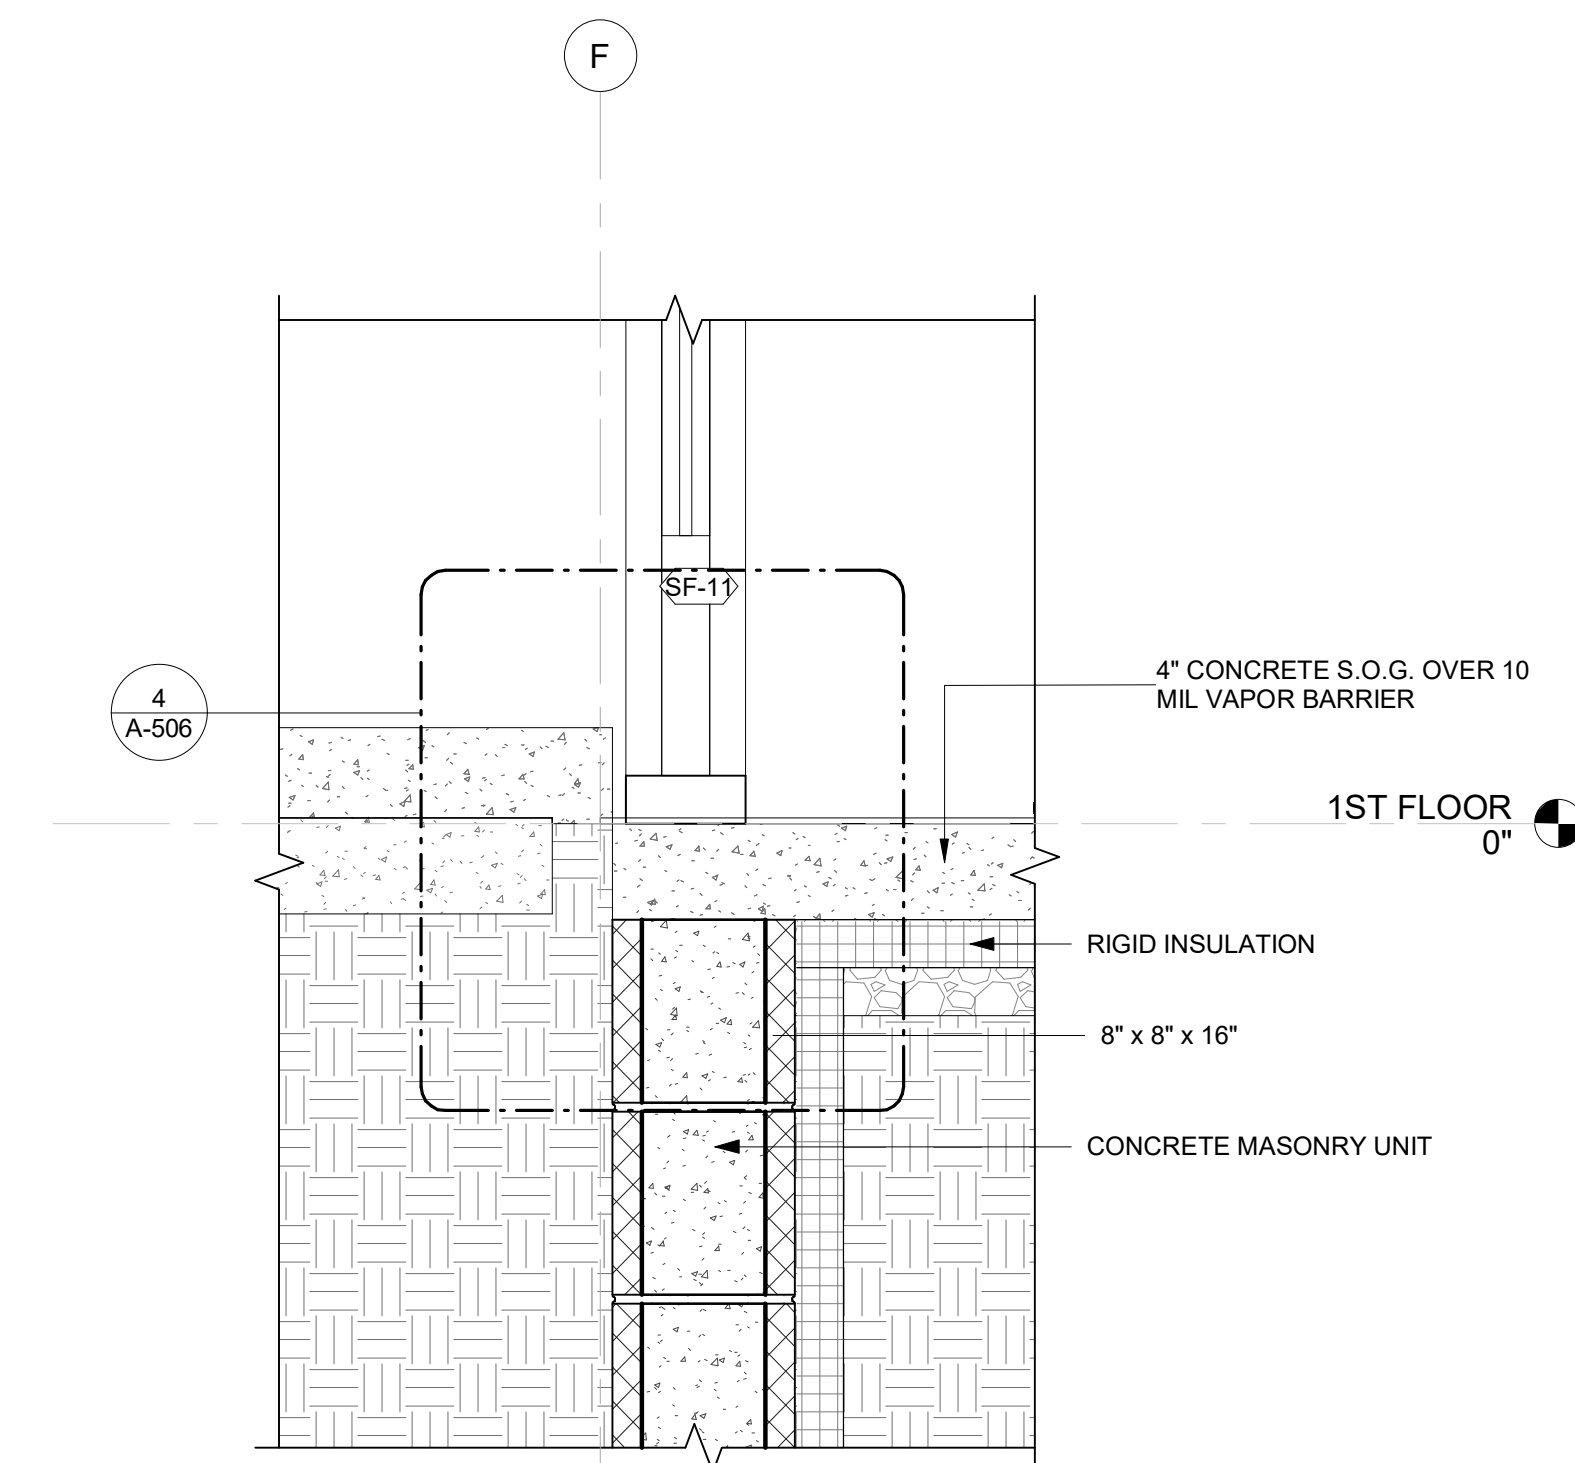 F
SF-11
4
A-506
4" CONCRETE S.O.G. OVER 10
MIL VAPOR BARRIER
1ST FLOOR
0"
RIGID INSULATION
8" x 8" x 16"
CONCRETE MASONRY UNIT